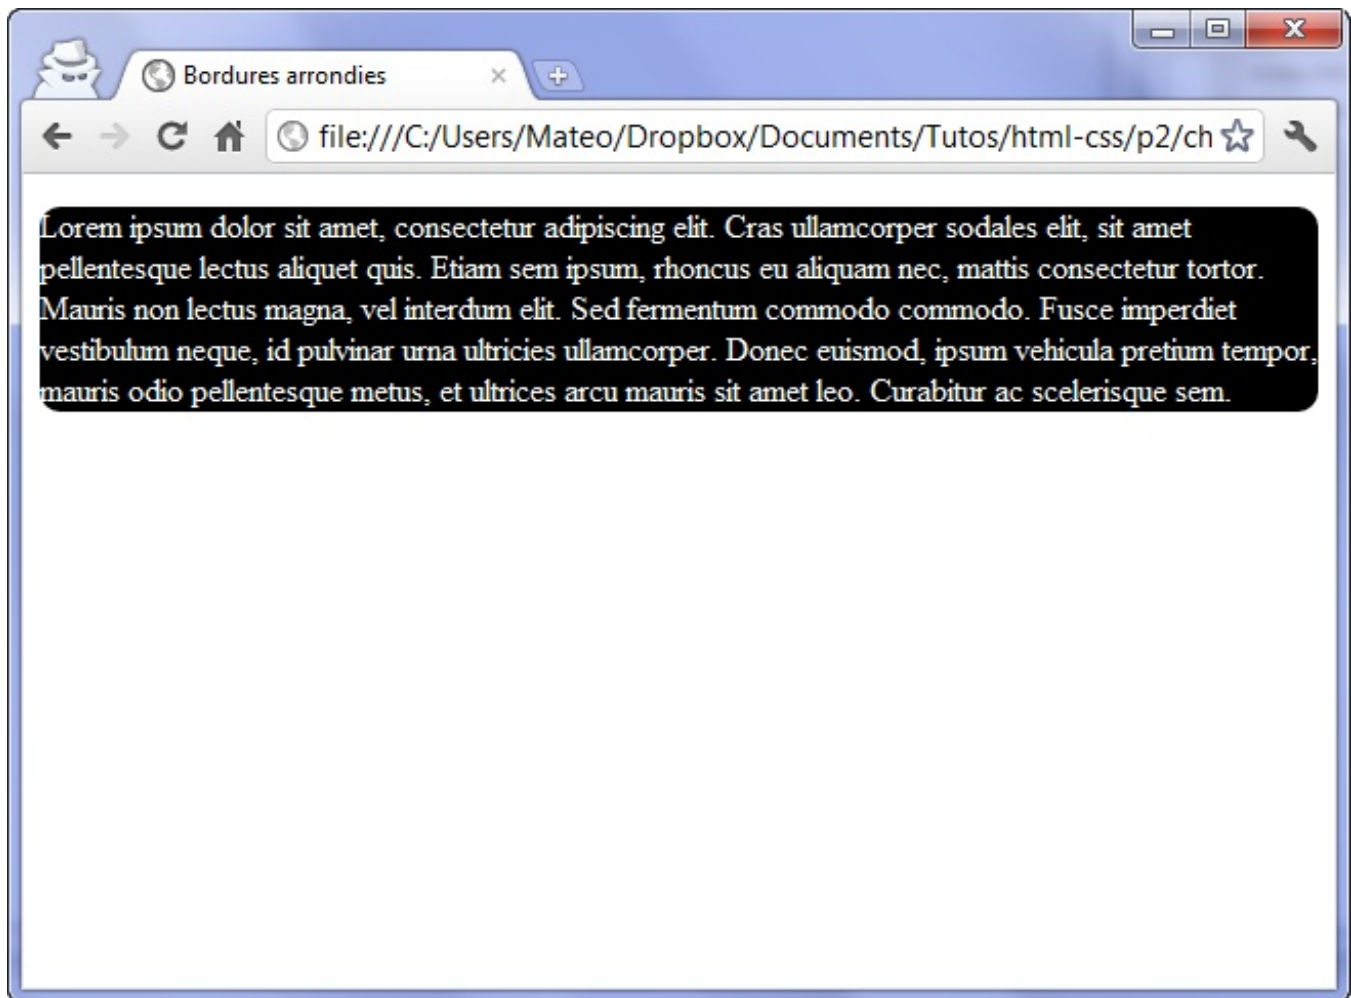 Bordures arrondies
file:///C:/Users/Mateo/Dropbox/Documents/Tutos/html-css/p2/ch
Lorem ipsum dolor sit amet, consectetur adipiscing elit. Cras ullamcorper sodales elit, sit amet
pellentesque lectus aliquet quis. Etiam sem ipsum, rhoncus eu aliquam nec, mattis consectetur tortor.
Mauris non lectus magna, vel interdum elit. Sed fermentum commodo commodo. Fusce imperdiet
vestibulum neque, id pulvinar urna ultricies ullamcorper. Donec euismod, ipsum vehicula pretium tempor,
mauris odio pellentesque metus, et ultrices arcu mauris sit amet leo. Curabitur ac scelerisque sem.